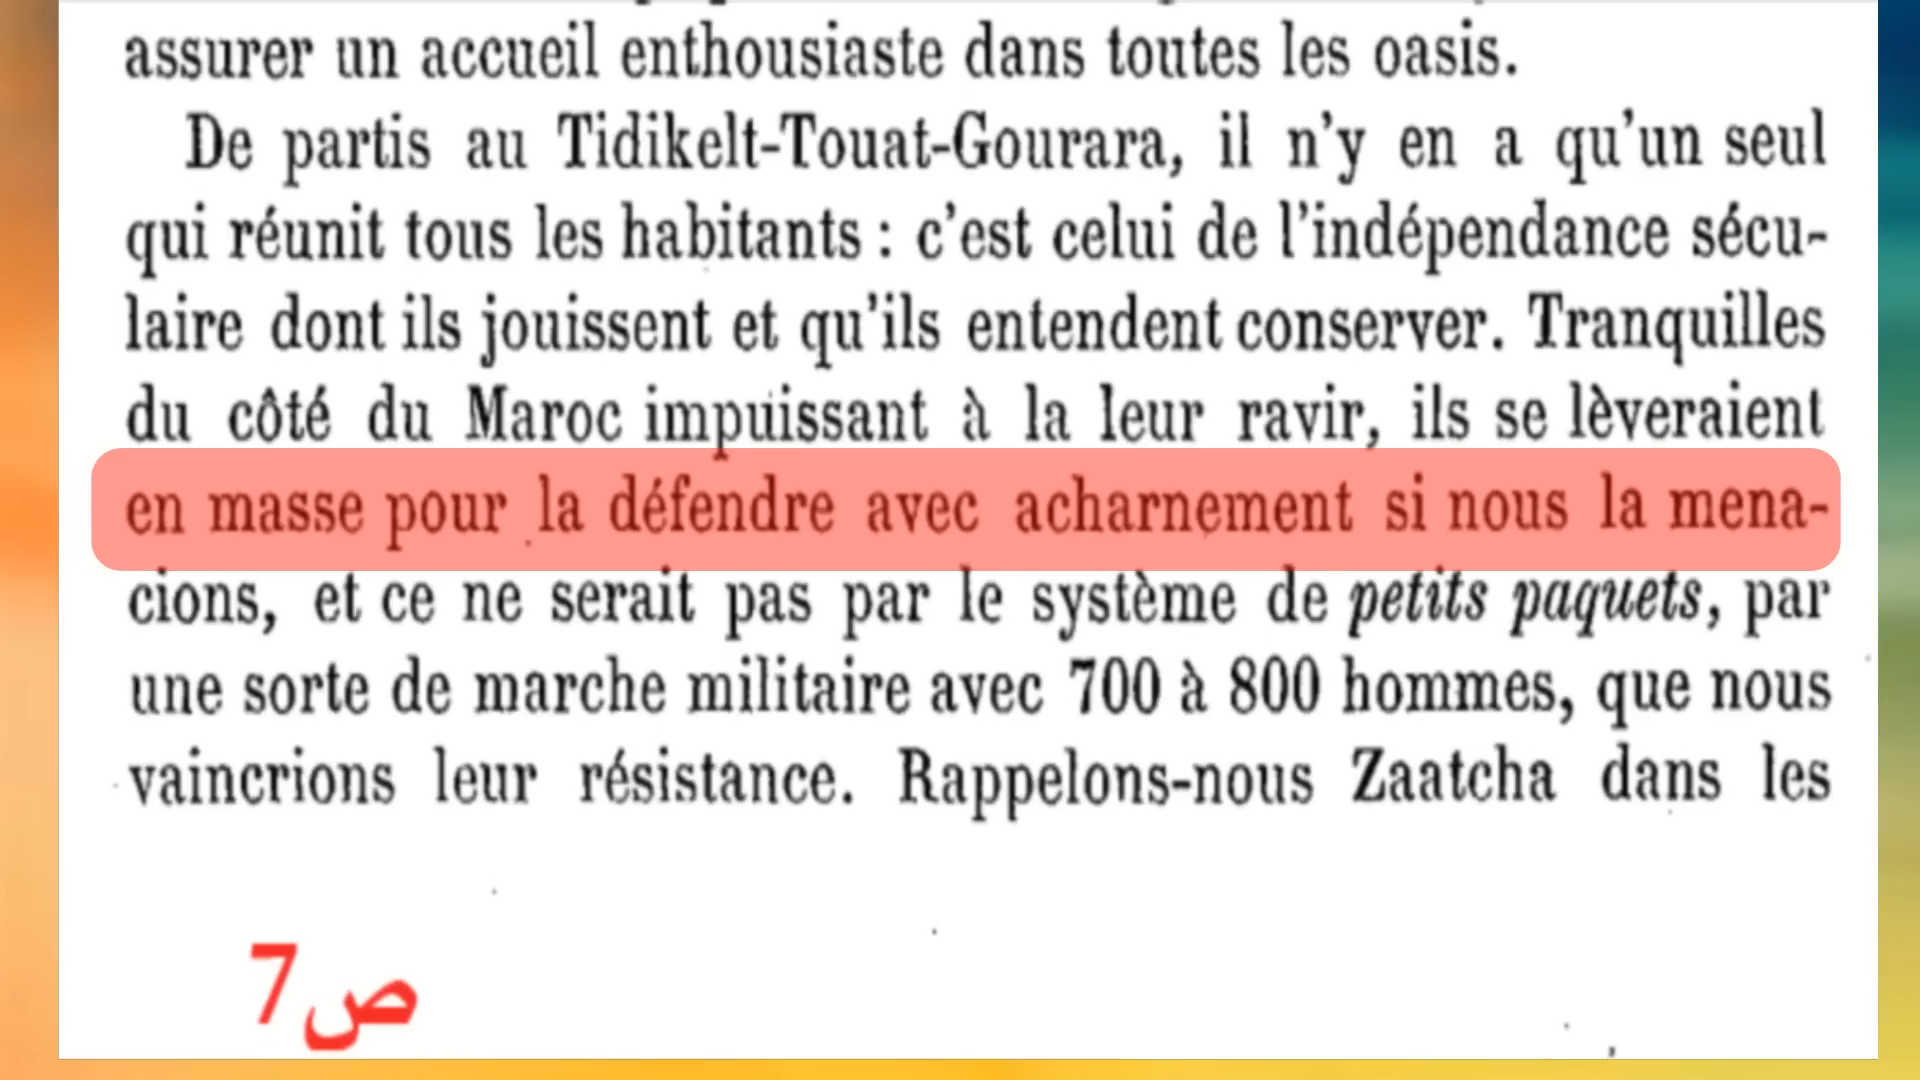 assurer un accueil enthousiaste dans toutes les oasis.
De partis au Tidikelt-Touat-Gourara, il n'y en a qu'un seul
qui réunit tous les habitants : c'est celui de l'indépendance sécu-
laire dont ils jouissent et qu'ils entendent conserver. Tranquilles
du côté du Maroc impuissant à la leur ravir, ils se lèveraient
en masse pour la défendre avec acharnement si nous la mena-
cions, et ce ne serait pas par le système de petits paquets, par
une sorte de marche militaire avec 700 à 800 hommes, que nous
vaincrions leur résistance. Rappelons-nous Zaatcha dans les
ص7